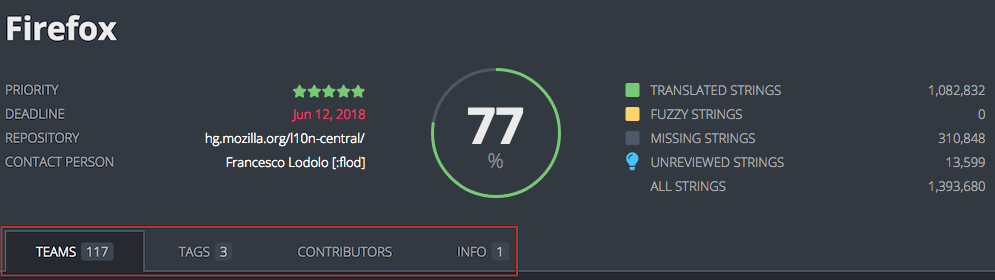 Firefox
PRIORITY
DEADLINE Jun 12, 2018
REPOSITORY hg.mozilla.org/l10n-central/
CONTACT PERSON Francesco Lodolo [:flod]
77
%
TRANSLATED STRINGS 1,082,832
FUZZY STRINGS 0
MISSING STRINGS 310,848
UNREVIEWED STRINGS 13,599
ALL STRINGS 1,393,680
TEAMS 117 TAGS 3 CONTRIBUTORS INFO 1